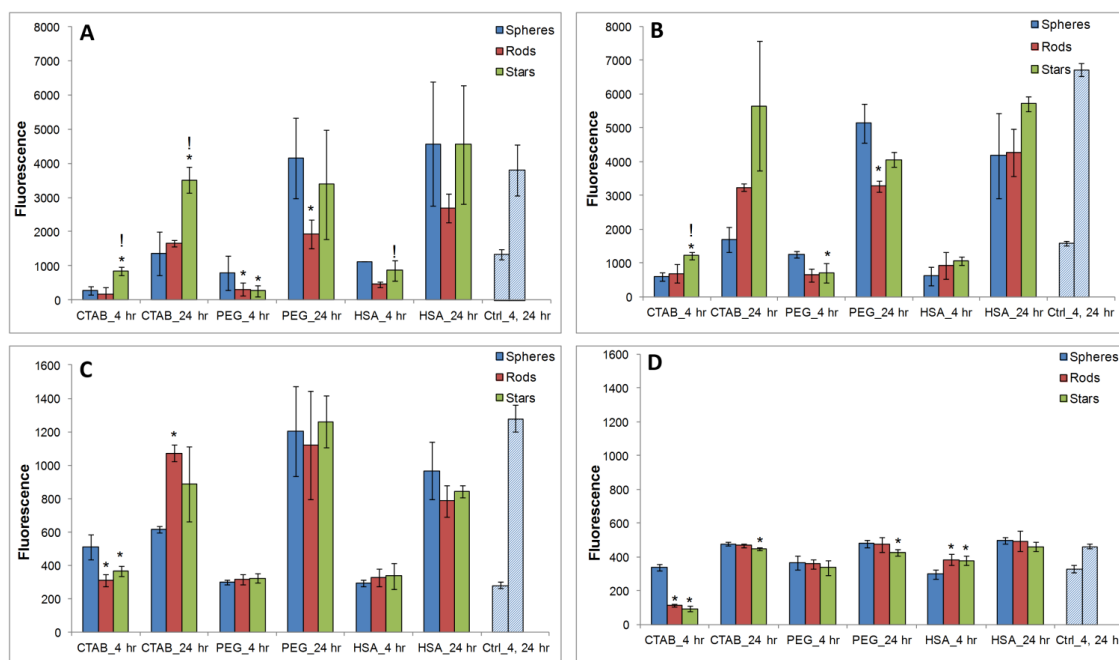 A
Spheres
Rods
Stars
Fluorescence
8000
7000
6000
5000
4000
3000
2000
1000
0
!
*
!
*
* *
*
!
CTAB_4 hr CTAB_24 hr PEG_4 hr PEG_24 hr HSA_4 hr HSA_24 hr Ctrl_4, 24 hr
B
Spheres
Rods
Stars
Fluorescence
8000
7000
6000
5000
4000
3000
2000
1000
0
!
*
*
*
CTAB_4 hr CTAB_24 hr PEG_4 hr PEG_24 hr HSA_4 hr HSA_24 hr Ctrl_4, 24 hr
C
Spheres
Rods
Stars
Fluorescence
1600
1400
1200
1000
800
600
400
200
0
* *
*
CTAB_4 hr CTAB_24 hr PEG_4 hr PEG_24 hr HSA_4 hr HSA_24 hr Ctrl_4, 24 hr
D
Spheres
Rods
Stars
Fluorescence
1600
1400
1200
1000
800
600
400
200
0
* *
*
*
* *
CTAB_4 hr CTAB_24 hr PEG_4 hr PEG_24 hr HSA_4 hr HSA_24 hr Ctrl_4, 24 hr